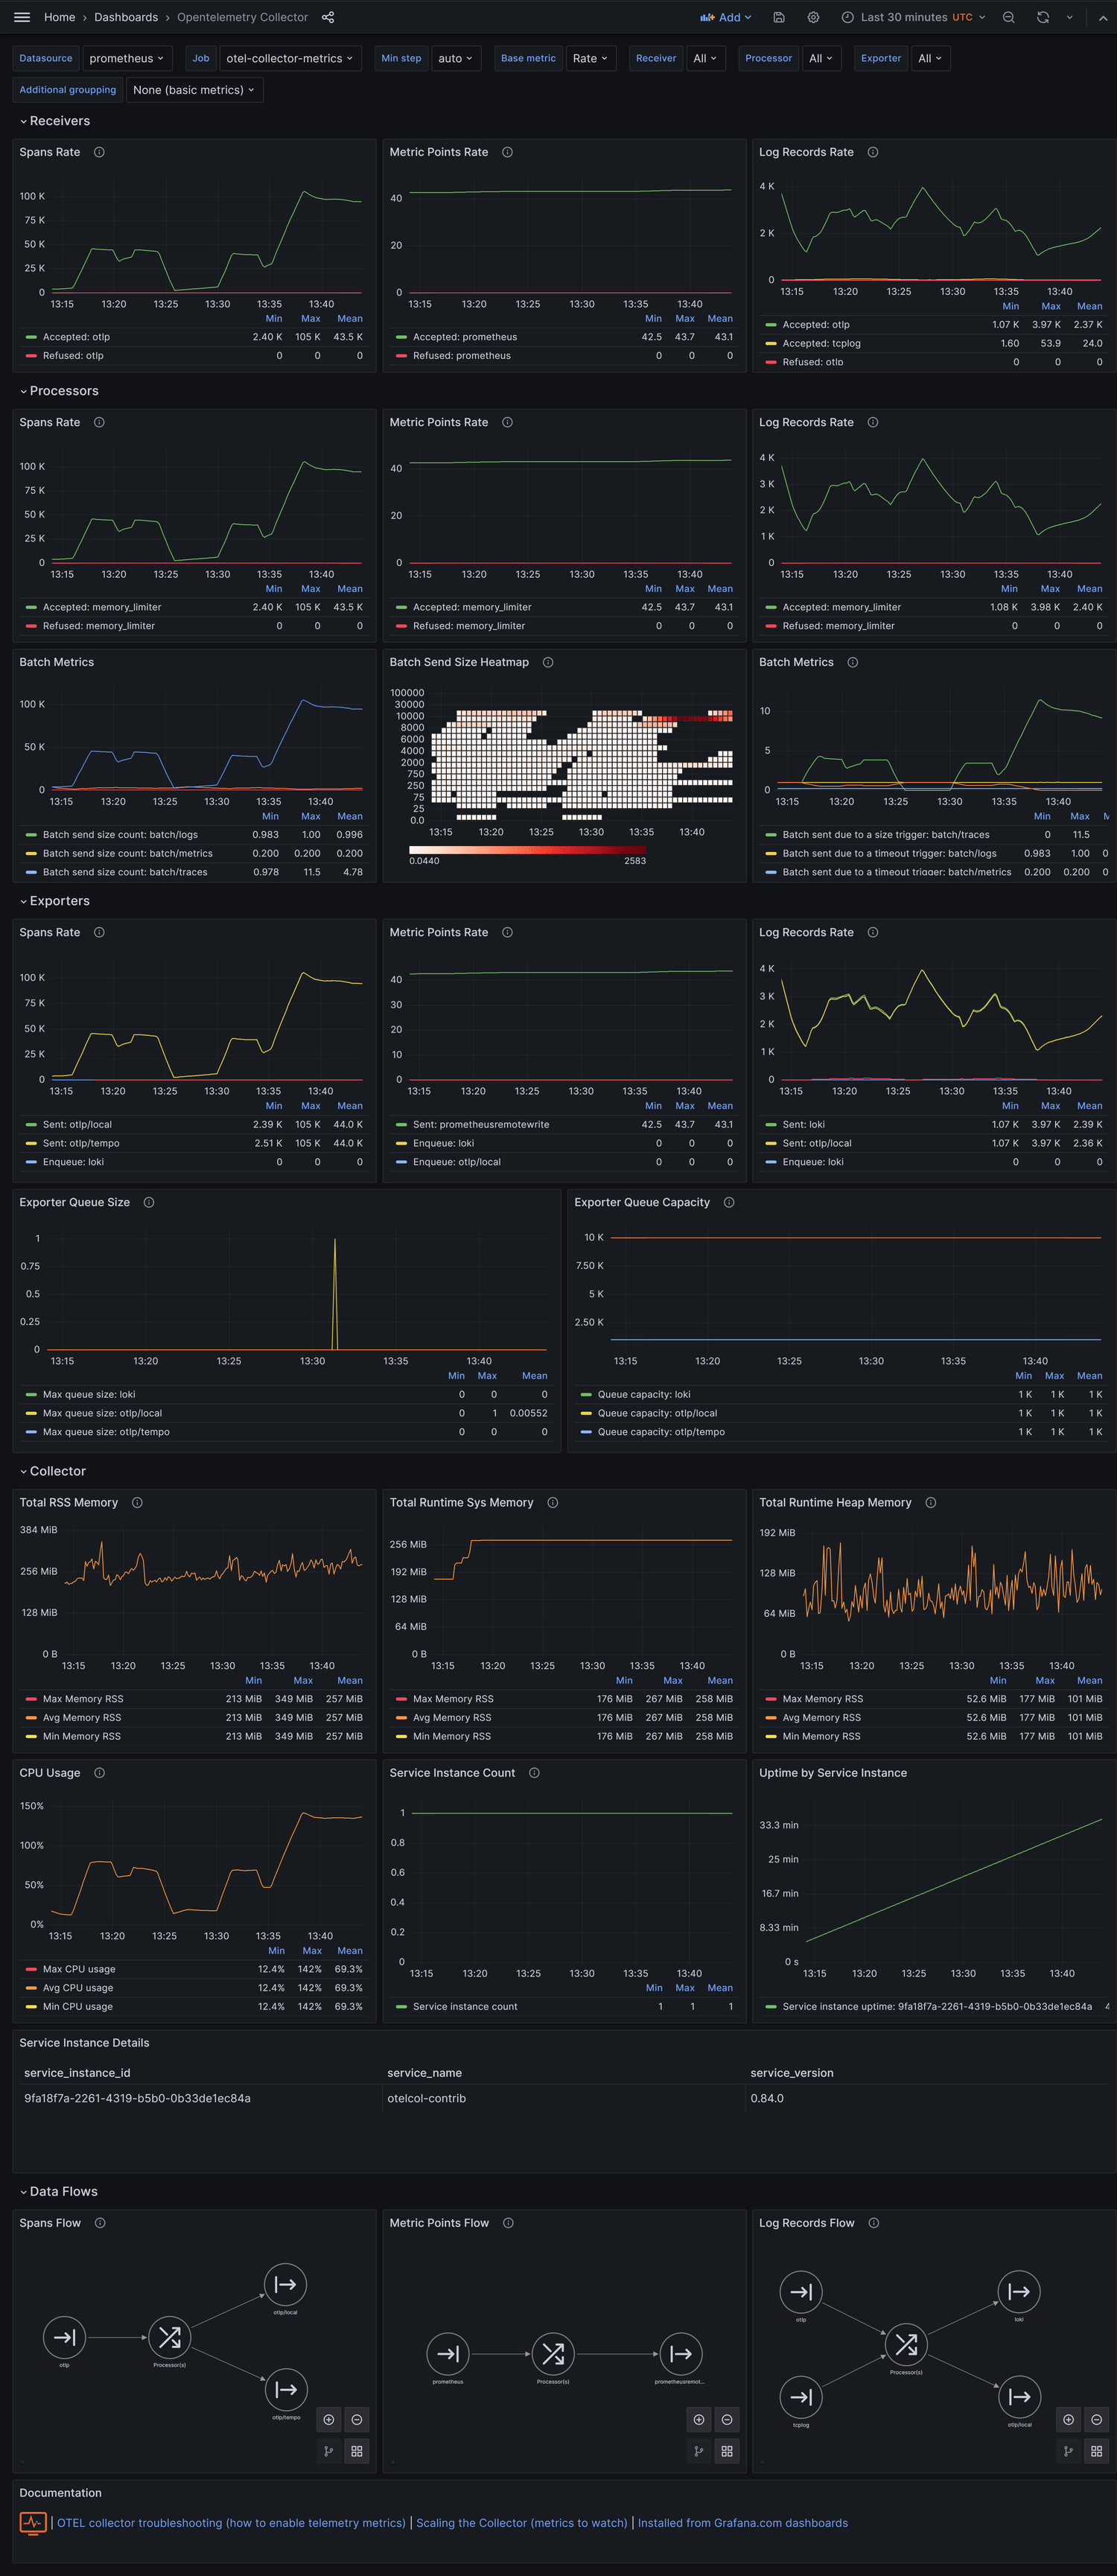 Home › Dashboards › Opentelemetry Collector
Add
Last 30 minutes UTC
Datasource prometheus Job otel-collector-metrics Min step auto Base metric Rate Receiver All Processor All Exporter All
Additional groupping None (basic metrics)
Receivers
Spans Rate
100 K
75 K
50 K
25 K
0
13:15 13:20 13:25 13:30 13:35 13:40
Min Max Mean
Accepted: otlp 2.40 K 105 K 43.5 K
Refused: otlp 0 0 0
Metric Points Rate
40
20
0
13:15 13:20 13:25 13:30 13:35 13:40
Min Max Mean
Accepted: prometheus 42.5 43.7 43.1
Refused: prometheus 0 0 0
Log Records Rate
4 K
2 K
0
13:15 13:20 13:25 13:30 13:35 13:40
Min Max Mean
Accepted: otlp 1.07 K 3.97 K 2.37 K
Accepted: tcplog 1.60 53.9 24.0
Refused: otlp 0 0 0
Processors
Spans Rate
100 K
75 K
50 K
25 K
0
13:15 13:20 13:25 13:30 13:35 13:40
Min Max Mean
Accepted: memory_limiter 2.40 K 105 K 43.5 K
Refused: memory_limiter 0 0 0
Metric Points Rate
40
20
0
13:15 13:20 13:25 13:30 13:35 13:40
Min Max Mean
Accepted: memory_limiter 42.5 43.7 43.1
Refused: memory_limiter 0 0 0
Log Records Rate
4 K
3 K
2 K
1 K
0
13:15 13:20 13:25 13:30 13:35 13:40
Min Max Mean
Accepted: memory_limiter 1.08 K 3.98 K 2.40 K
Refused: memory_limiter 0 0 0
Batch Metrics
100 K
50 K
0
13:15 13:20 13:25 13:30 13:35 13:40
Min Max Mean
Batch send size count: batch/logs 0.983 1.00 0.996
Batch send size count: batch/metrics 0.200 0.200 0.200
Batch send size count: batch/traces 0.978 11.5 4.78
Batch Send Size Heatmap
100000
30000
10000
8000
6000
4000
2000
750
250
75
25
0.0
13:15 13:20 13:25 13:30 13:35 13:40
0.0440 2583
Batch Metrics
10
5
0
13:15 13:20 13:25 13:30 13:35 13:40
Min Max M
Batch sent due to a size trigger: batch/traces 0 11.5
Batch sent due to a timeout trigger: batch/logs 0.983 1.00 0
Batch sent due to a timeout trigger: batch/metrics 0.200 0.200 0
Exporters
Spans Rate
100 K
75 K
50 K
25 K
0
13:15 13:20 13:25 13:30 13:35 13:40
Min Max Mean
Sent: otlp/local 2.39 K 105 K 44.0 K
Sent: otlp/tempo 2.51 K 105 K 44.0 K
Enqueue: loki 0 0 0
Metric Points Rate
40
30
20
10
0
13:15 13:20 13:25 13:30 13:35 13:40
Min Max Mean
Sent: prometheusremotewrite 42.5 43.7 43.1
Enqueue: loki 0 0 0
Enqueue: otlp/local 0 0 0
Log Records Rate
4 K
3 K
2 K
1 K
0
13:15 13:20 13:25 13:30 13:35 13:40
Min Max Mean
Sent: loki 1.07 K 3.97 K 2.39 K
Sent: otlp/local 1.07 K 3.97 K 2.36 K
Enqueue: loki 0 0 0
Exporter Queue Size
1
0.75
0.5
0.25
0
13:15 13:20 13:25 13:30 13:35 13:40
Min Max Mean
Max queue size: loki 0 0 0
Max queue size: otlp/local 0 1 0.00552
Max queue size: otlp/tempo 0 0 0
Exporter Queue Capacity
10 K
7.50 K
5 K
2.50 K
13:15 13:20 13:25 13:30 13:35 13:40
Min Max Mean
Queue capacity: loki 1 K 1 K 1 K
Queue capacity: otlp/local 1 K 1 K 1 K
Queue capacity: otlp/tempo 1 K 1 K 1 K
Collector
Total RSS Memory
384 MiB
256 MiB
128 MiB
0 B
13:15 13:20 13:25 13:30 13:35 13:40
Min Max Mean
Max Memory RSS 213 MiB 349 MiB 257 MiB
Avg Memory RSS 213 MiB 349 MiB 257 MiB
Min Memory RSS 213 MiB 349 MiB 257 MiB
Total Runtime Sys Memory
256 MiB
192 MiB
128 MiB
64 MiB
0 B
13:15 13:20 13:25 13:30 13:35 13:40
Min Max Mean
Max Memory RSS 176 MiB 267 MiB 258 MiB
Avg Memory RSS 176 MiB 267 MiB 258 MiB
Min Memory RSS 176 MiB 267 MiB 258 MiB
Total Runtime Heap Memory
192 MiB
128 MiB
64 MiB
0 B
13:15 13:20 13:25 13:30 13:35 13:40
Min Max Mean
Max Memory RSS 52.6 MiB 177 MiB 101 MiB
Avg Memory RSS 52.6 MiB 177 MiB 101 MiB
Min Memory RSS 52.6 MiB 177 MiB 101 MiB
CPU Usage
150%
100%
50%
0%
13:15 13:20 13:25 13:30 13:35 13:40
Min Max Mean
Max CPU usage 12.4% 142% 69.3%
Avg CPU usage 12.4% 142% 69.3%
Min CPU usage 12.4% 142% 69.3%
Service Instance Count
1
0.8
0.6
0.4
0.2
0
13:15 13:20 13:25 13:30 13:35 13:40
Min Max Mean
Service instance count 1 1 1
Uptime by Service Instance
33.3 min
25 min
16.7 min
8.33 min
0 s
13:15 13:20 13:25 13:30 13:35 13:40
Service instance uptime: 9fa18f7a-2261-4319-b5b0-0b33de1ec84a 4
Service Instance Details
service_instance_id service_name service_version
9fa18f7a-2261-4319-b5b0-0b33de1ec84a otelcol-contrib 0.84.0
Data Flows
Spans Flow
otlp/local
otlp
Processor(s)
otlp/tempo
Metric Points Flow
prometheus
Processor(s)
prometheusremot...
Log Records Flow
otlp
loki
Processor(s)
tcplog
otlp/local
Documentation
| OTEL collector troubleshooting (how to enable telemetry metrics) | Scaling the Collector (metrics to watch) | Installed from Grafana.com dashboards